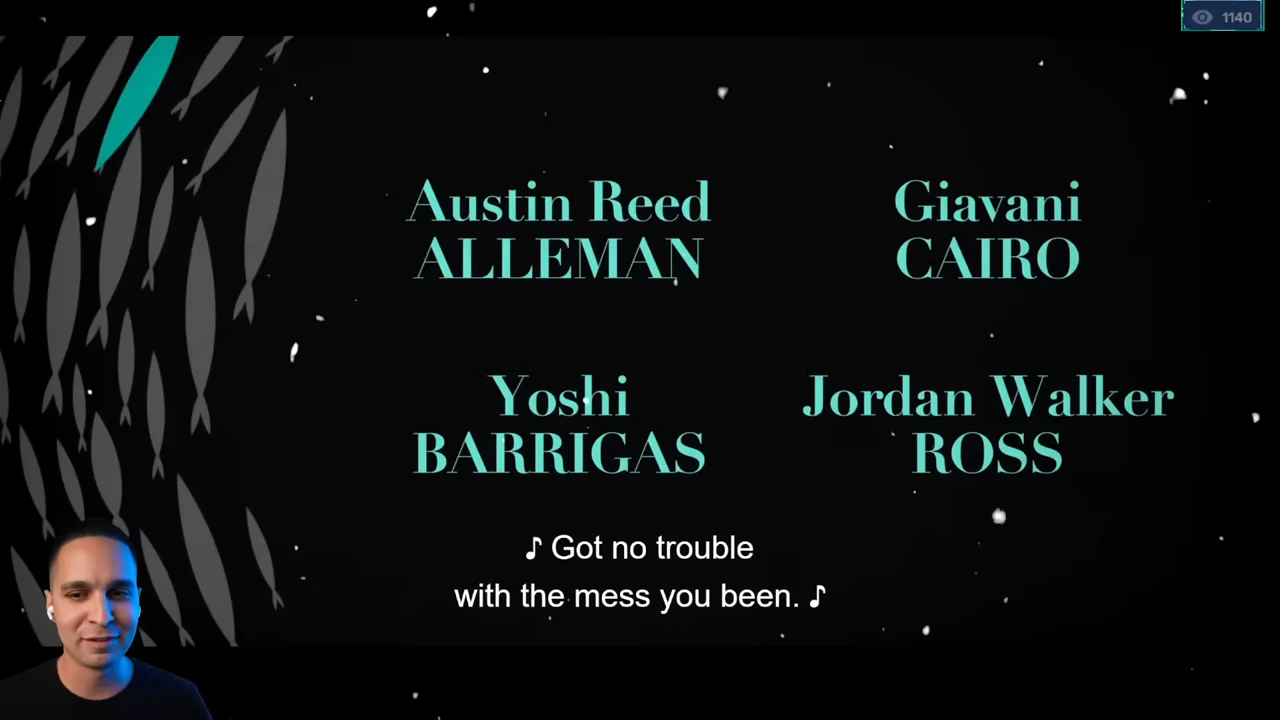 1140
Austin Reed
ALLEMAN
Giavani
CAIRO
Yoshi
BARRIGAS
Jordan Walker
ROSS
♪ Got no trouble
with the mess you been. ♪